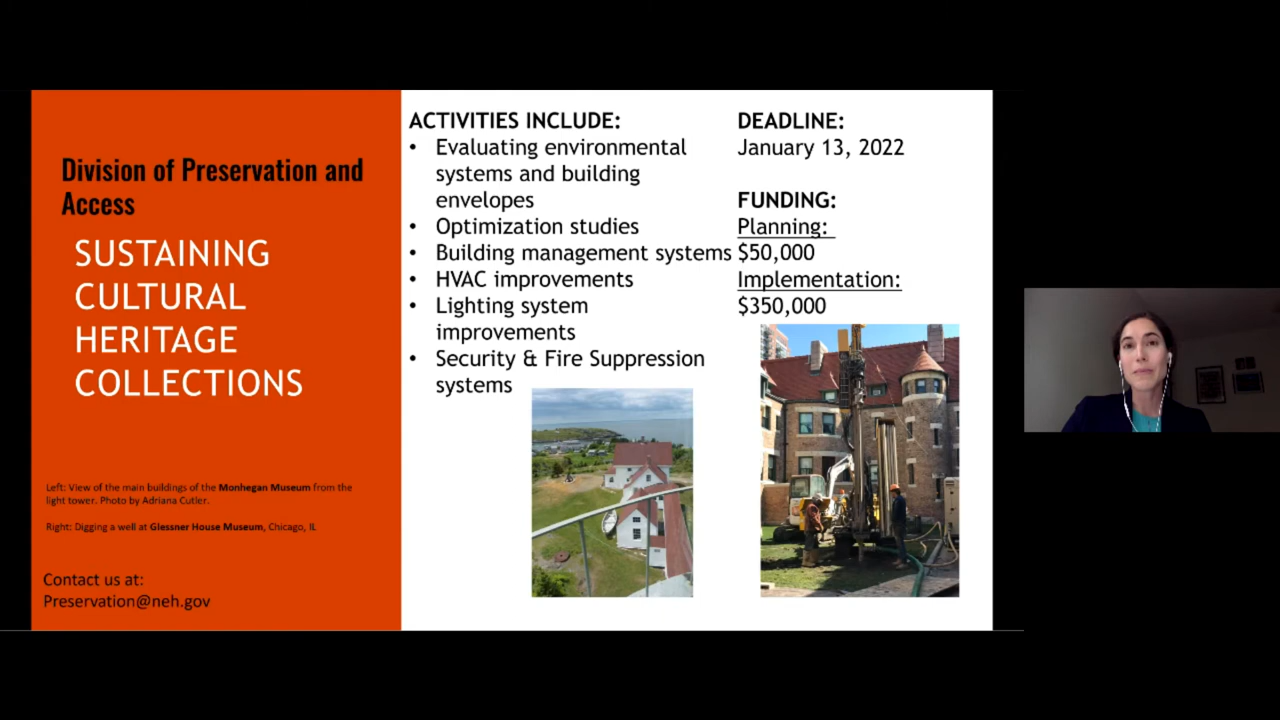 Division of Preservation and
Access
SUSTAINING
CULTURAL
HERITAGE
COLLECTIONS
Left: View of the main buildings of the Monhegan Museum from the
light tower. Photo by Adriana Cutler.
Right: Digging a well at Glessner House Museum, Chicago, IL
Contact us at:
Preservation@neh.gov
ACTIVITIES INCLUDE:
• Evaluating environmental
systems and building
envelopes
• Optimization studies
• Building management systems
• HVAC improvements
• Lighting system
improvements
• Security & Fire Suppression
systems
DEADLINE:
January 13, 2022
FUNDING:
Planning:
$50,000
Implementation:
$350,000